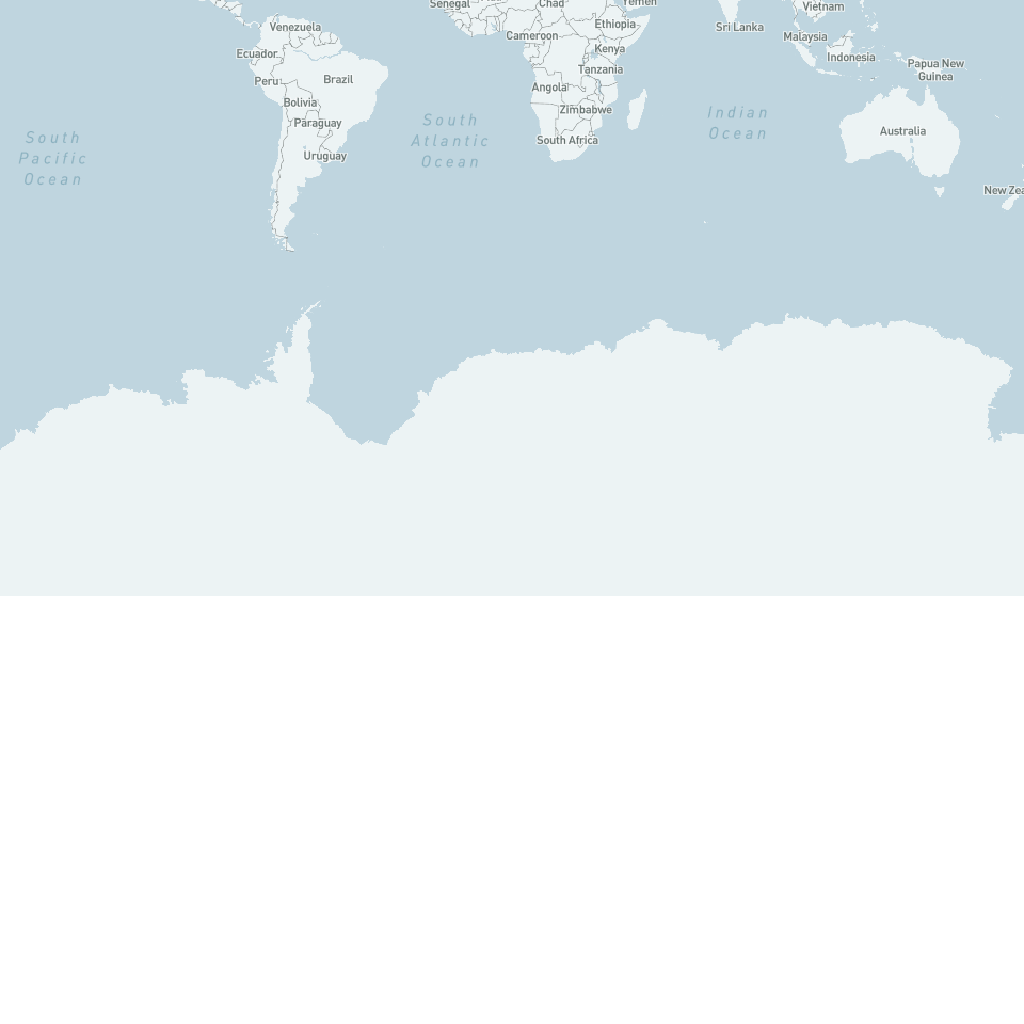 Senegal
Chad
Yemen
Vietnam
Venezuela
Ethiopia
Sri Lanka
Cameroon
Malaysia
Ecuador
Kenya
Indonesia
Papua New
Guinea
Peru
Brazil
Tanzania
Angola
Bolivia
Zimbabwe
Paraguay
South
Atlantic
Ocean
Indian
Ocean
South
Pacific
Ocean
South Africa
Australia
Uruguay
New Zea